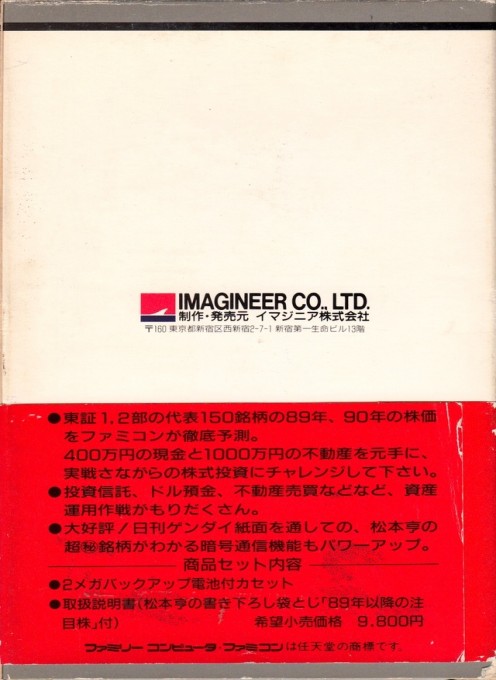 IMAGINEER CO., LTD.
制作・発売元 イマジニア株式会社
〒160 東京都新宿区西新宿2-7-1 新宿第一生命ビル13階
●東証1,2部の代表150銘柄の89年、90年の株価
をファミコンが徹底予測。
400万円の現金と1000万円の不動産を元手に、
実戦さながらの株式投資にチャレンジして下さい。
●投資信託、ドル預金、不動産売買などなど、資産
運用作戦がもりだくさん。
●大好評!日刊ゲンダイ紙面を通しての、松本亨の
超㊙銘柄がわかる暗号通信機能もパワーアップ。
商品セット内容
●2メガバックアップ電池付カセット
●取扱説明書(松本亨の書き下ろし袋とじ「89年以降の注
目株」付) 希望小売価格 9,800円
ファミリーコンピュータ・ファミコンは任天堂の商標です。